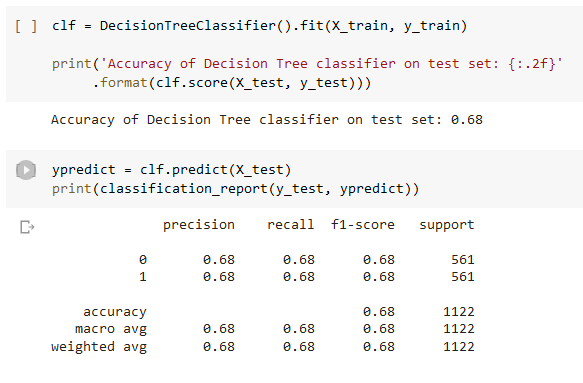 [ ] clf = DecisionTreeClassifier().fit(X_train, y_train)
print('Accuracy of Decision Tree classifier on test set: {:.2f}'
.format(clf.score(X_test, y_test)))
Accuracy of Decision Tree classifier on test set: 0.68
ypredict = clf.predict(X_test)
print(classification_report(y_test, ypredict))
precision recall f1-score support
0 0.68 0.68 0.68 561
1 0.68 0.68 0.68 561
accuracy 0.68 1122
macro avg 0.68 0.68 0.68 1122
weighted avg 0.68 0.68 0.68 1122